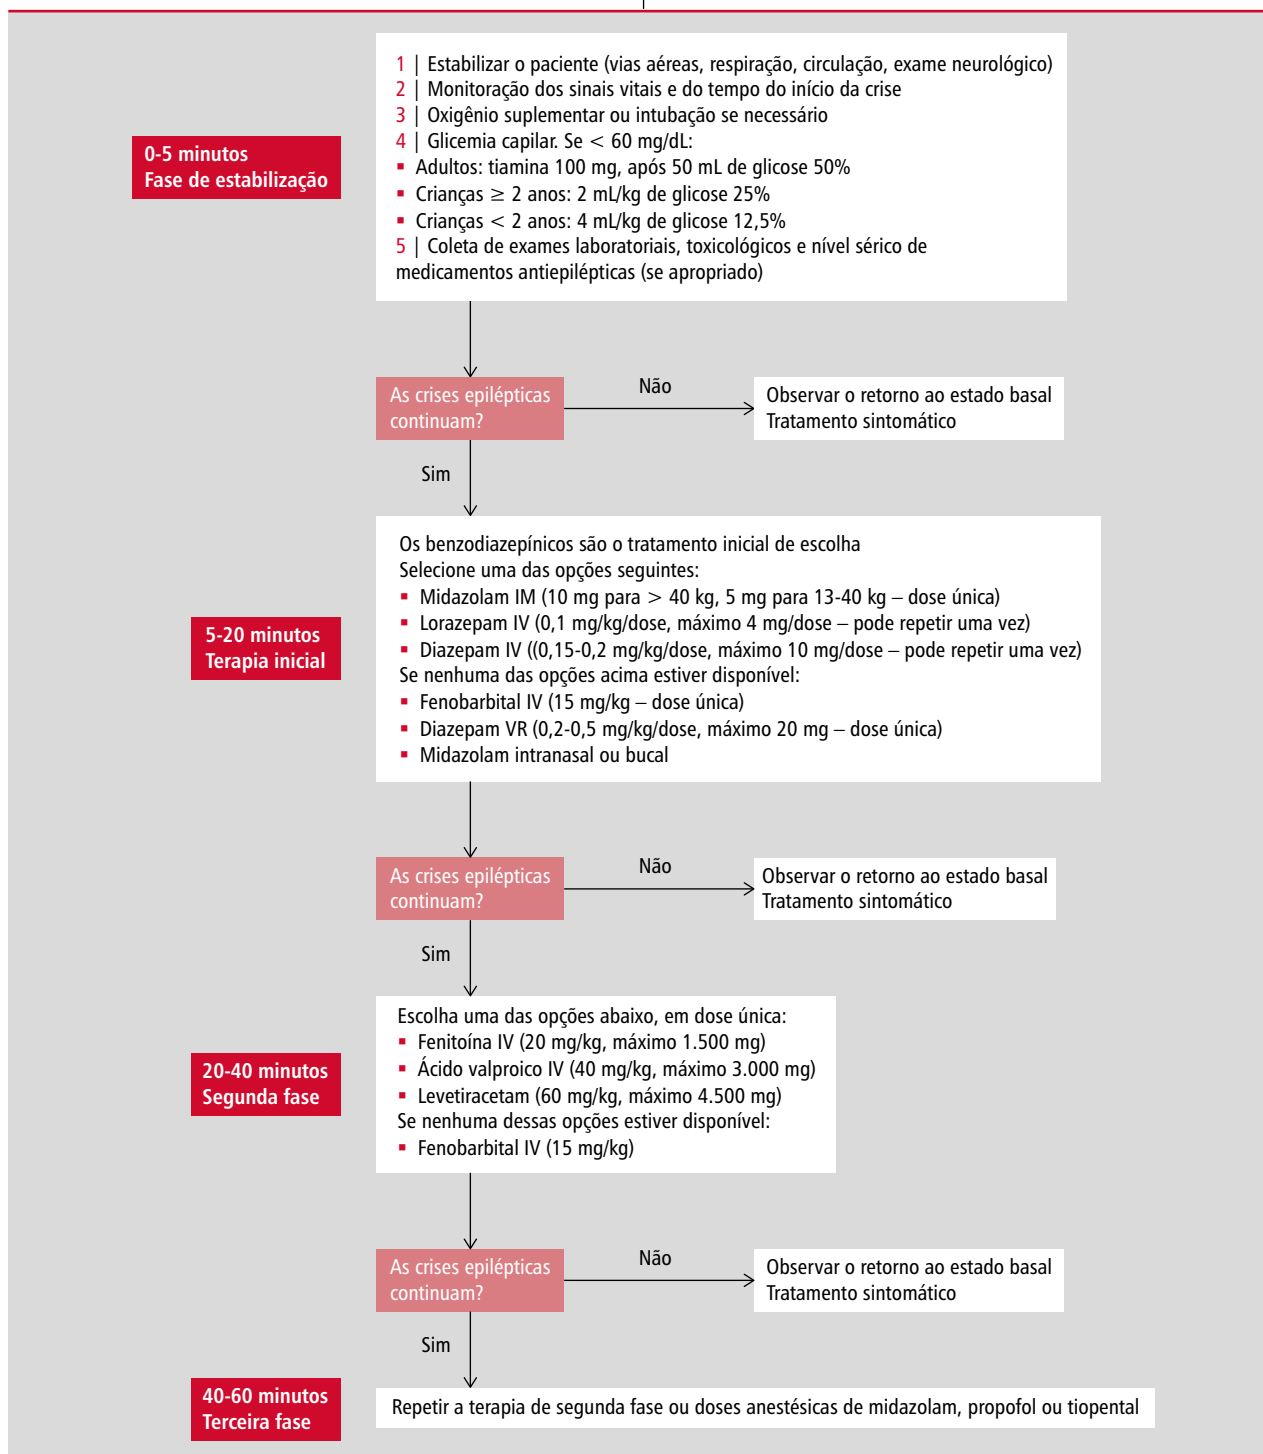 0-5 minutos
Fase de estabilização
1 | Estabilizar o paciente (vias aéreas, respiração, circulação, exame neurológico)
2 | Monitoração dos sinais vitais e do tempo do início da crise
3 | Oxigênio suplementar ou intubação se necessário
4 | Glicemia capilar. Se < 60 mg/dL:
▪ Adultos: tiamina 100 mg, após 50 mL de glicose 50%
▪ Crianças ≥ 2 anos: 2 mL/kg de glicose 25%
▪ Crianças < 2 anos: 4 mL/kg de glicose 12,5%
5 | Coleta de exames laboratoriais, toxicológicos e nível sérico de
medicamentos antiepilépticas (se apropriado)
As crises epilépticas
continuam?
Não
Observar o retorno ao estado basal
Tratamento sintomático
Sim
5-20 minutos
Terapia inicial
Os benzodiazepínicos são o tratamento inicial de escolha
Selecione uma das opções seguintes:
▪ Midazolam IM (10 mg para > 40 kg, 5 mg para 13-40 kg – dose única)
▪ Lorazepam IV (0,1 mg/kg/dose, máximo 4 mg/dose – pode repetir uma vez)
▪ Diazepam IV ((0,15-0,2 mg/kg/dose, máximo 10 mg/dose – pode repetir uma vez)
Se nenhuma das opções acima estiver disponível:
▪ Fenobarbital IV (15 mg/kg – dose única)
▪ Diazepam VR (0,2-0,5 mg/kg/dose, máximo 20 mg – dose única)
▪ Midazolam intranasal ou bucal
As crises epilépticas
continuam?
Não
Observar o retorno ao estado basal
Tratamento sintomático
Sim
20-40 minutos
Segunda fase
Escolha uma das opções abaixo, em dose única:
▪ Fenitoína IV (20 mg/kg, máximo 1.500 mg)
▪ Ácido valproico IV (40 mg/kg, máximo 3.000 mg)
▪ Levetiracetam (60 mg/kg, máximo 4.500 mg)
Se nenhuma dessas opções estiver disponível:
▪ Fenobarbital IV (15 mg/kg)
As crises epilépticas
continuam?
Não
Observar o retorno ao estado basal
Tratamento sintomático
Sim
40-60 minutos
Terceira fase
Repetir a terapia de segunda fase ou doses anestésicas de midazolam, propofol ou tiopental